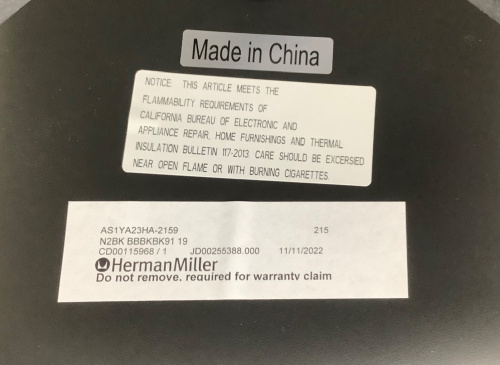 Made in China
NOTICE: THIS ARTICLE MEETS THE
FLAMMABILITY REQUIREMENTS OF
CALIFORNIA BUREAU OF ELECTRONIC AND
APPLIANCE REPAIR, HOME FURNISHINGS AND THERMAL
INSULATION BULLETIN 117-2013. CARE SHOULD BE EXCERSIED
NEAR OPEN FLAME OR WITH BURNING CIGARETTES.
AS1YA23HA-2159 215
N2BK BBBKBK91 19
CD00115968 / 1 JD00255388.000 11/11/2022
HermanMiller
Do not remove, required for warranty claim